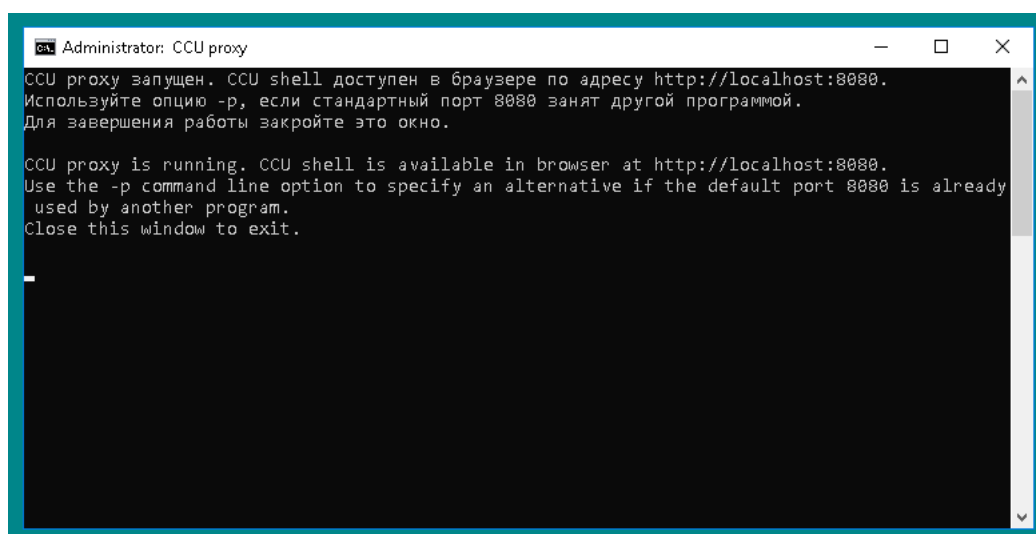 Administrator: CCU proxy
CCU proxy запущен. CCU shell доступен в браузере по адресу http://localhost:8080.
Используйте опцию -p, если стандартный порт 8080 занят другой программой.
Для завершения работы закройте это окно.
CCU proxy is running. CCU shell is available in browser at http://localhost:8080.
Use the -p command line option to specify an alternative if the default port 8080 is already
used by another program.
Close this window to exit.